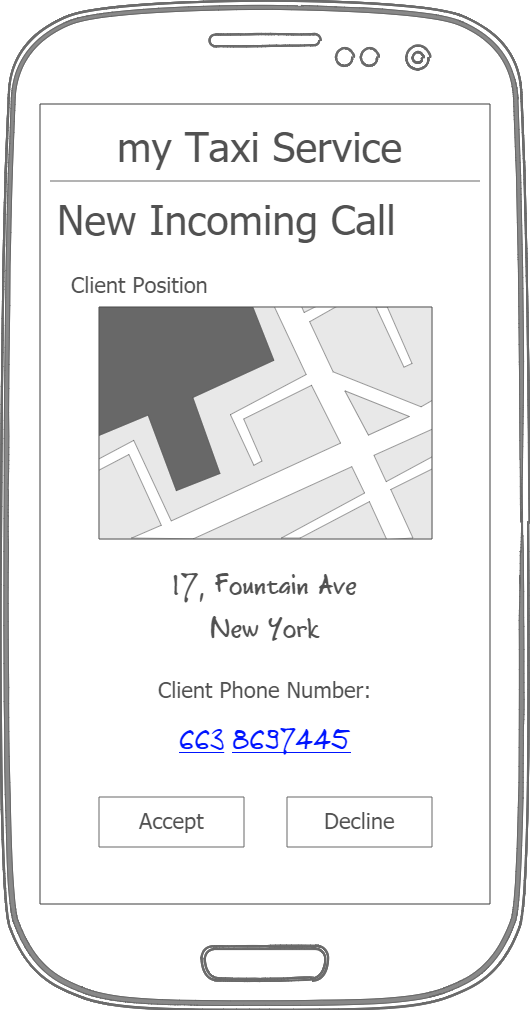 my Taxi Service
New Incoming Call
Client Position
17, Fountain Ave
New York
Client Phone Number:
663 8697445
Accept
Decline